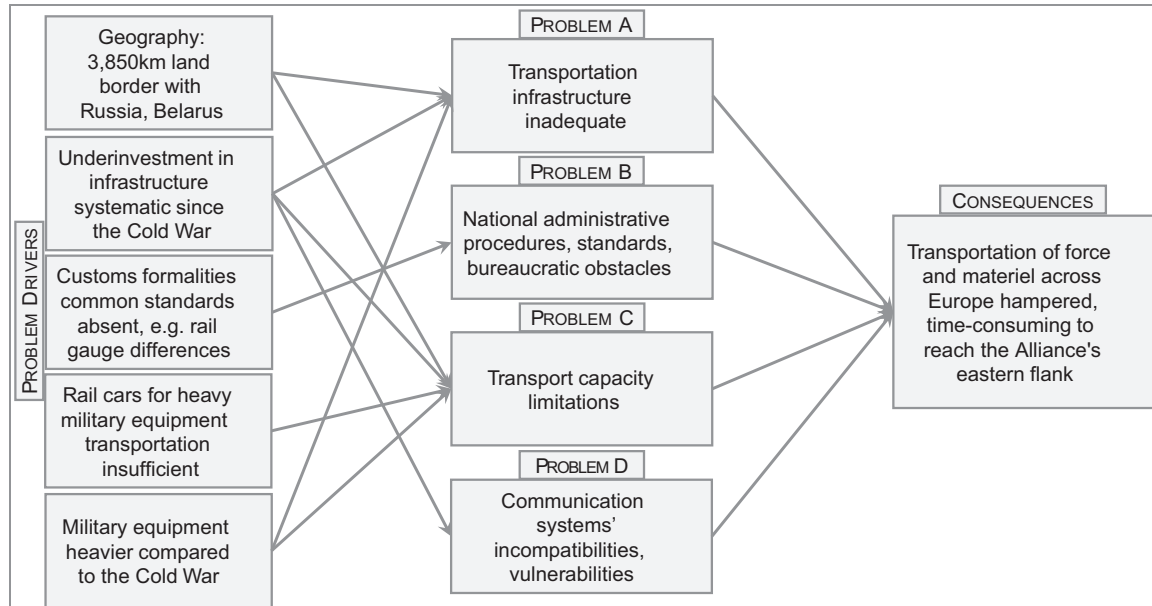 PROBLEM DRIVERS
Geography:
3,850km land
border with
Russia, Belarus
Underinvestment in
infrastructure
systematic since
the Cold War
Customs formalities
common standards
absent, e.g. rail
gauge differences
Rail cars for heavy
military equipment
transportation
insufficient
Military equipment
heavier compared
to the Cold War
PROBLEM A
Transportation
infrastructure
inadequate
PROBLEM B
National administrative
procedures, standards,
bureaucratic obstacles
PROBLEM C
Transport capacity
limitations
PROBLEM D
Communication
systems’
incompatibilities,
vulnerabilities
CONSEQUENCES
Transportation of force
and materiel across
Europe hampered,
time-consuming to
reach the Alliance's
eastern flank